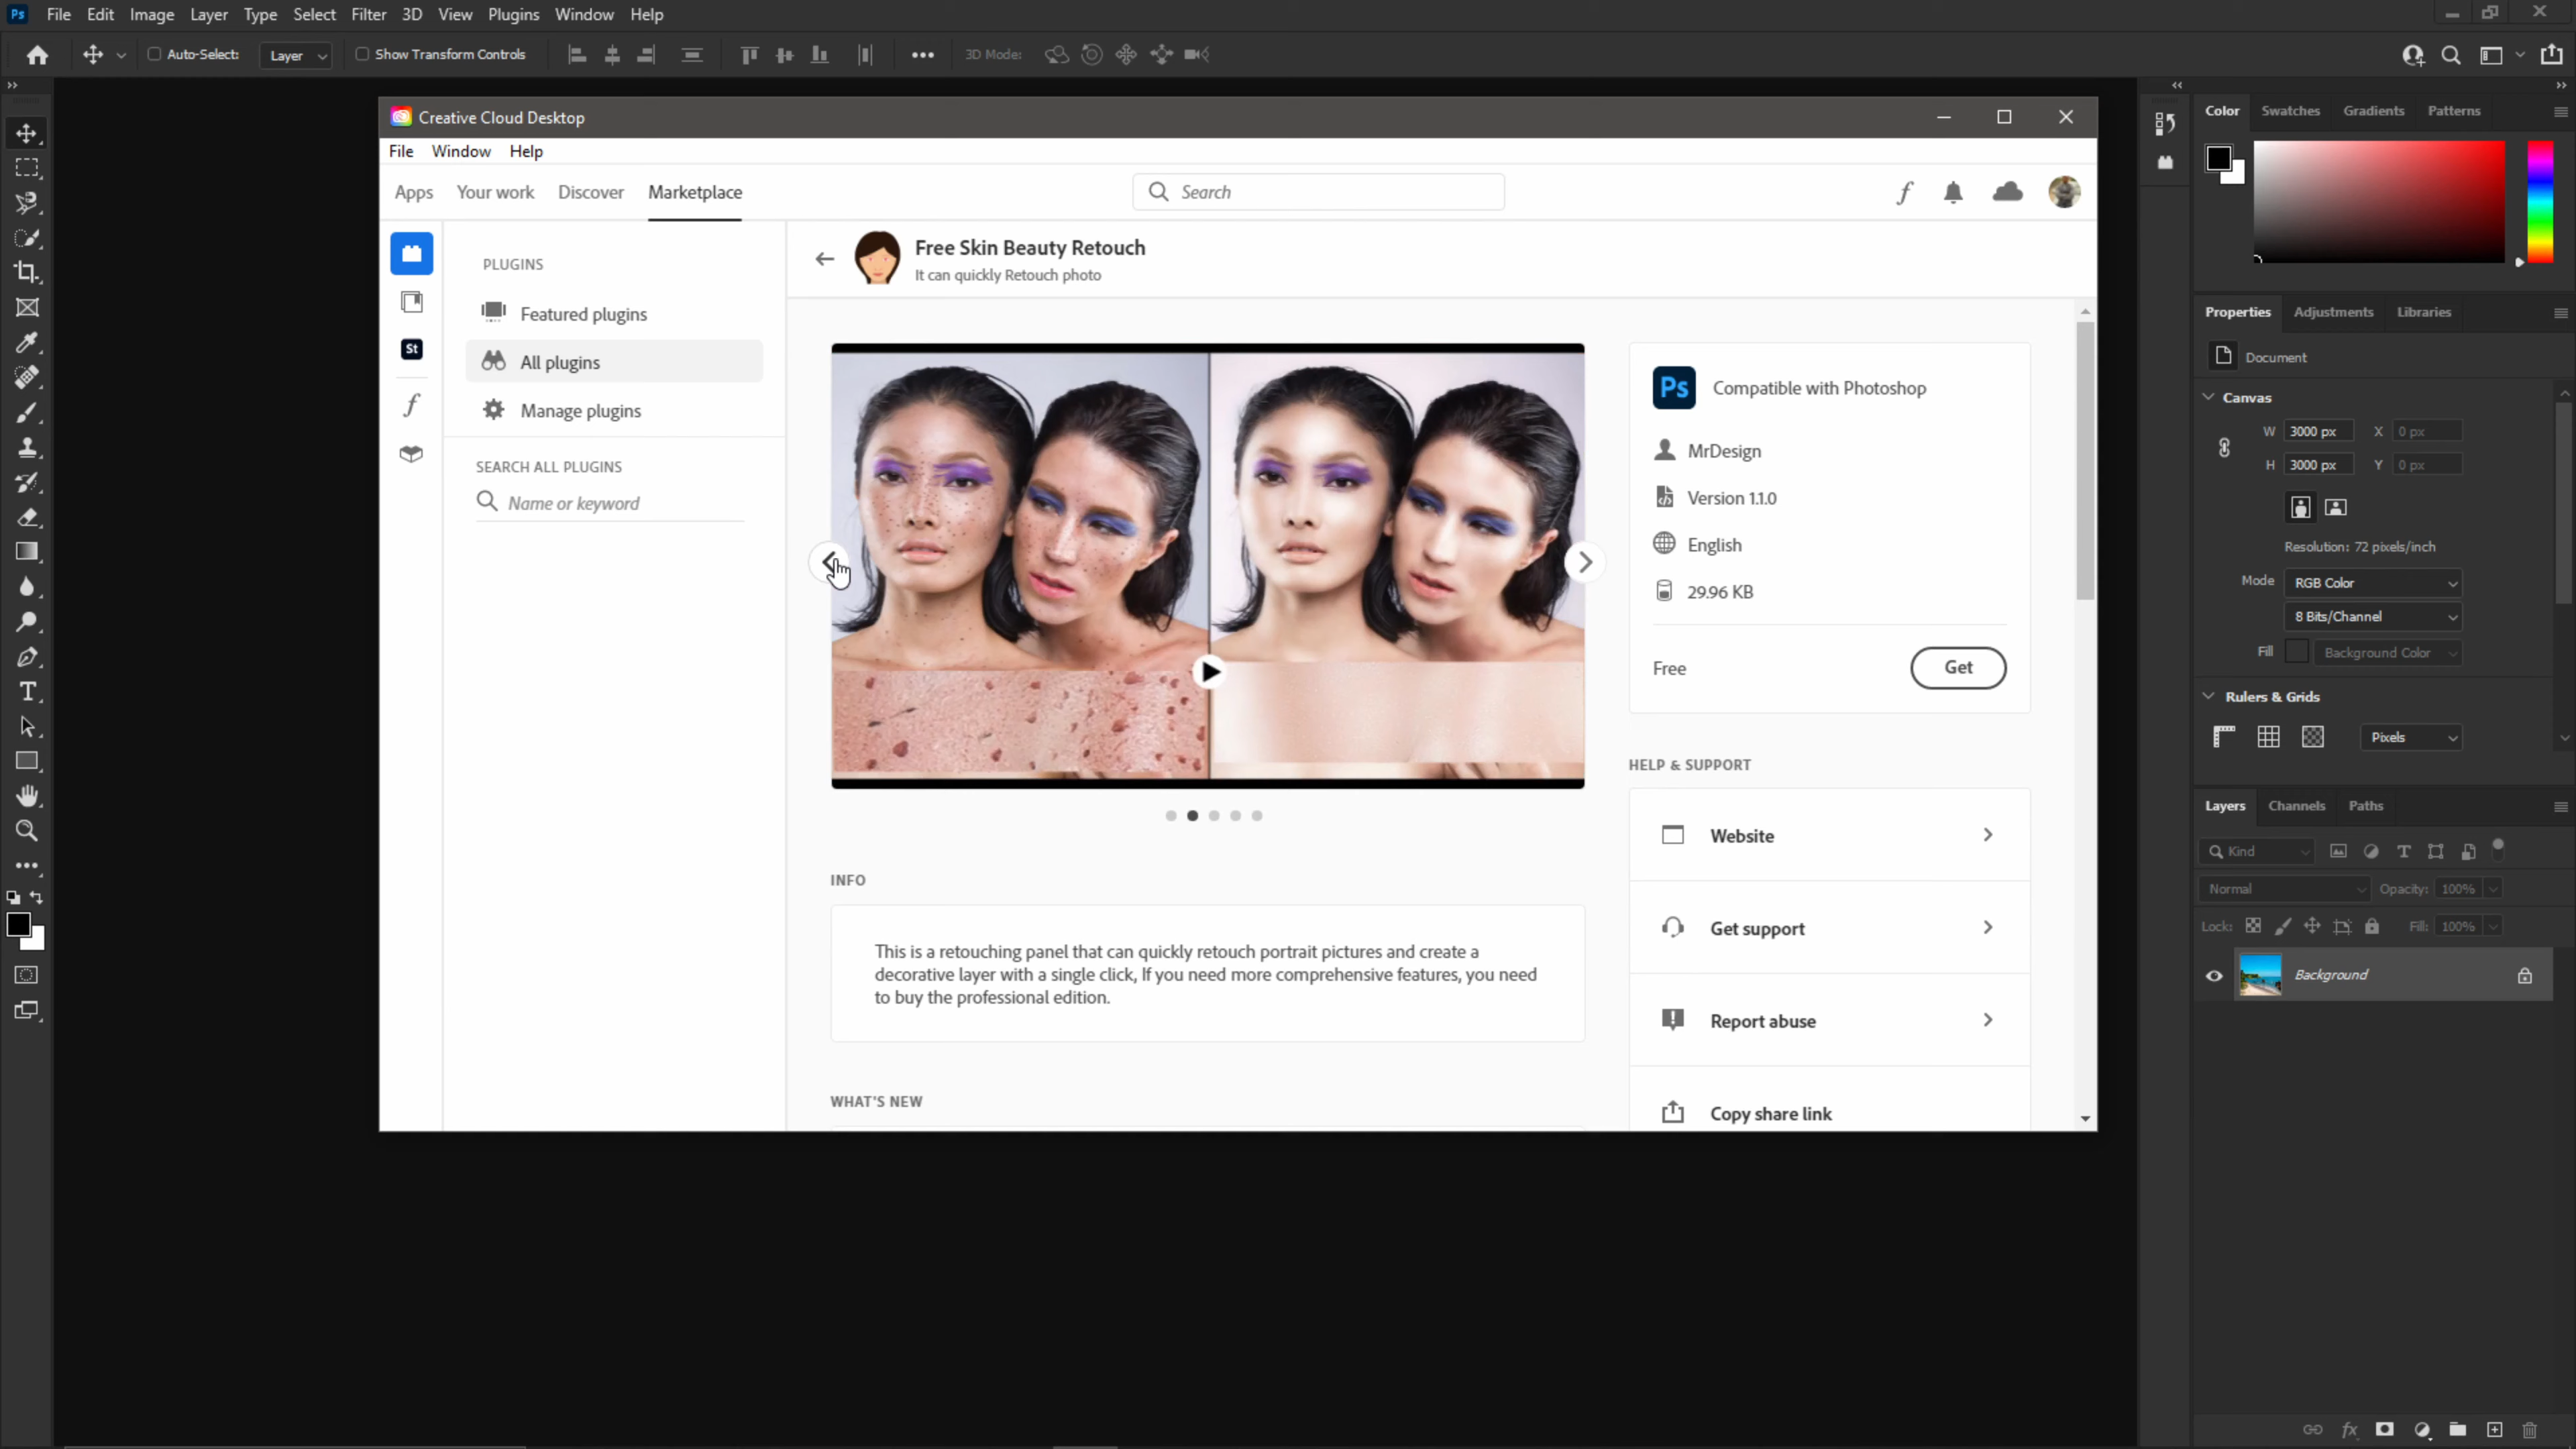 Ps File Edit Image Layer Type Select Filter 3D View Plugins Window Help
Auto-Select: Layer Show Transform Controls 3D Mode:
Creative Cloud Desktop
File Window Help
Apps Your work Discover Marketplace
Search
PLUGINS
Featured plugins
All plugins
Manage plugins
SEARCH ALL PLUGINS
Name or keyword
St
Free Skin Beauty Retouch
It can quickly Retouch photo
Ps Compatible with Photoshop
MrDesign
Version 1.1.0
English
29.96 KB
Free Get
HELP & SUPPORT
Website
Get support
Report abuse
Copy share link
INFO
This is a retouching panel that can quickly retouch portrait pictures and create a
decorative layer with a single click, If you need more comprehensive features, you need
to buy the professional edition.
WHAT'S NEW
Color Swatches Gradients Patterns
Properties Adjustments Libraries
Document
Canvas
W 3000 px X 0 px
H 3000 px Y 0 px
Resolution: 72 pixels/inch
Mode RGB Color
8 Bits/Channel
Fill Background Color
Rulers & Grids
Pixels
Layers Channels Paths
Kind
Normal Opacity: 100%
Lock: Fill: 100%
Background
fx